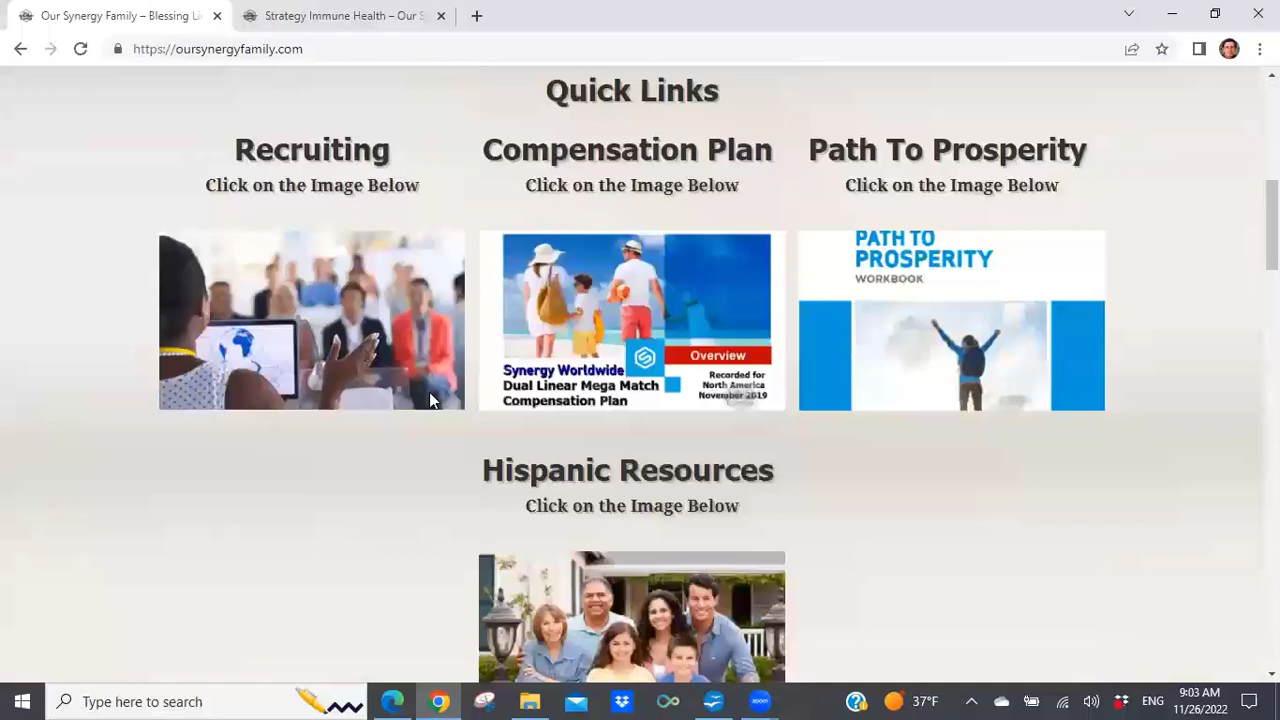 Our Synergy Family – Blessing Li
Strategy Immune Health – Our S
https://oursynergyfamily.com
Quick Links
Recruiting
Click on the Image Below
Compensation Plan
Click on the Image Below
Path To Prosperity
Click on the Image Below
Overview
Synergy Worldwide
Dual Linear Mega Match
Compensation Plan
Recorded for
North America
November 2019
PATH TO
PROSPERITY
WORKBOOK
Hispanic Resources
Click on the Image Below
Type here to search
zoom
37°F
ENG
9:03 AM
11/26/2022